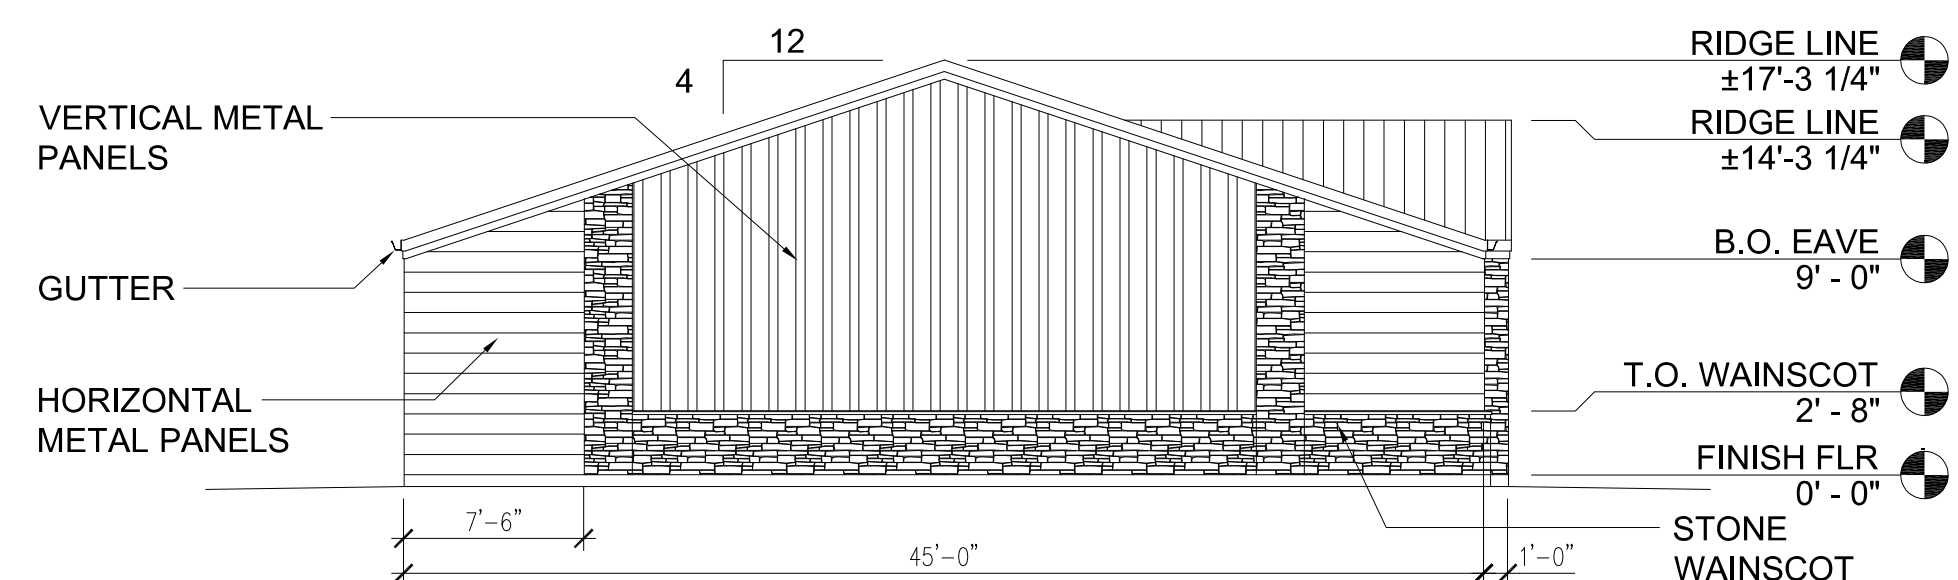 12
4
RIDGE LINE
±17'-3 1/4"
VERTICAL METAL
PANELS
RIDGE LINE
±14'-3 1/4"
B.O. EAVE
9' - 0"
GUTTER
T.O. WAINSCOT
2' - 8"
HORIZONTAL
METAL PANELS
FINISH FLR
0' - 0"
7'-6"
STONE
WAINSCOT
45'-0"
1'-0"